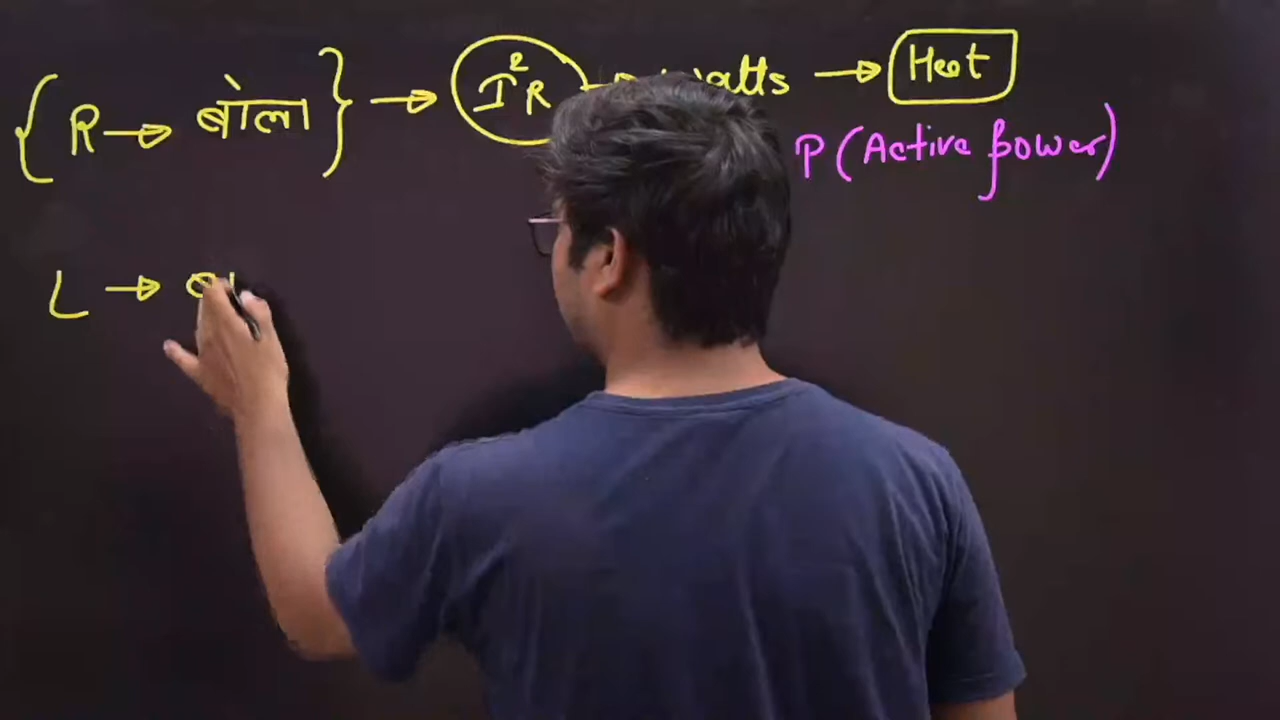 { R → बोला } → I²R → watts → Heat
P (Active power)
L →